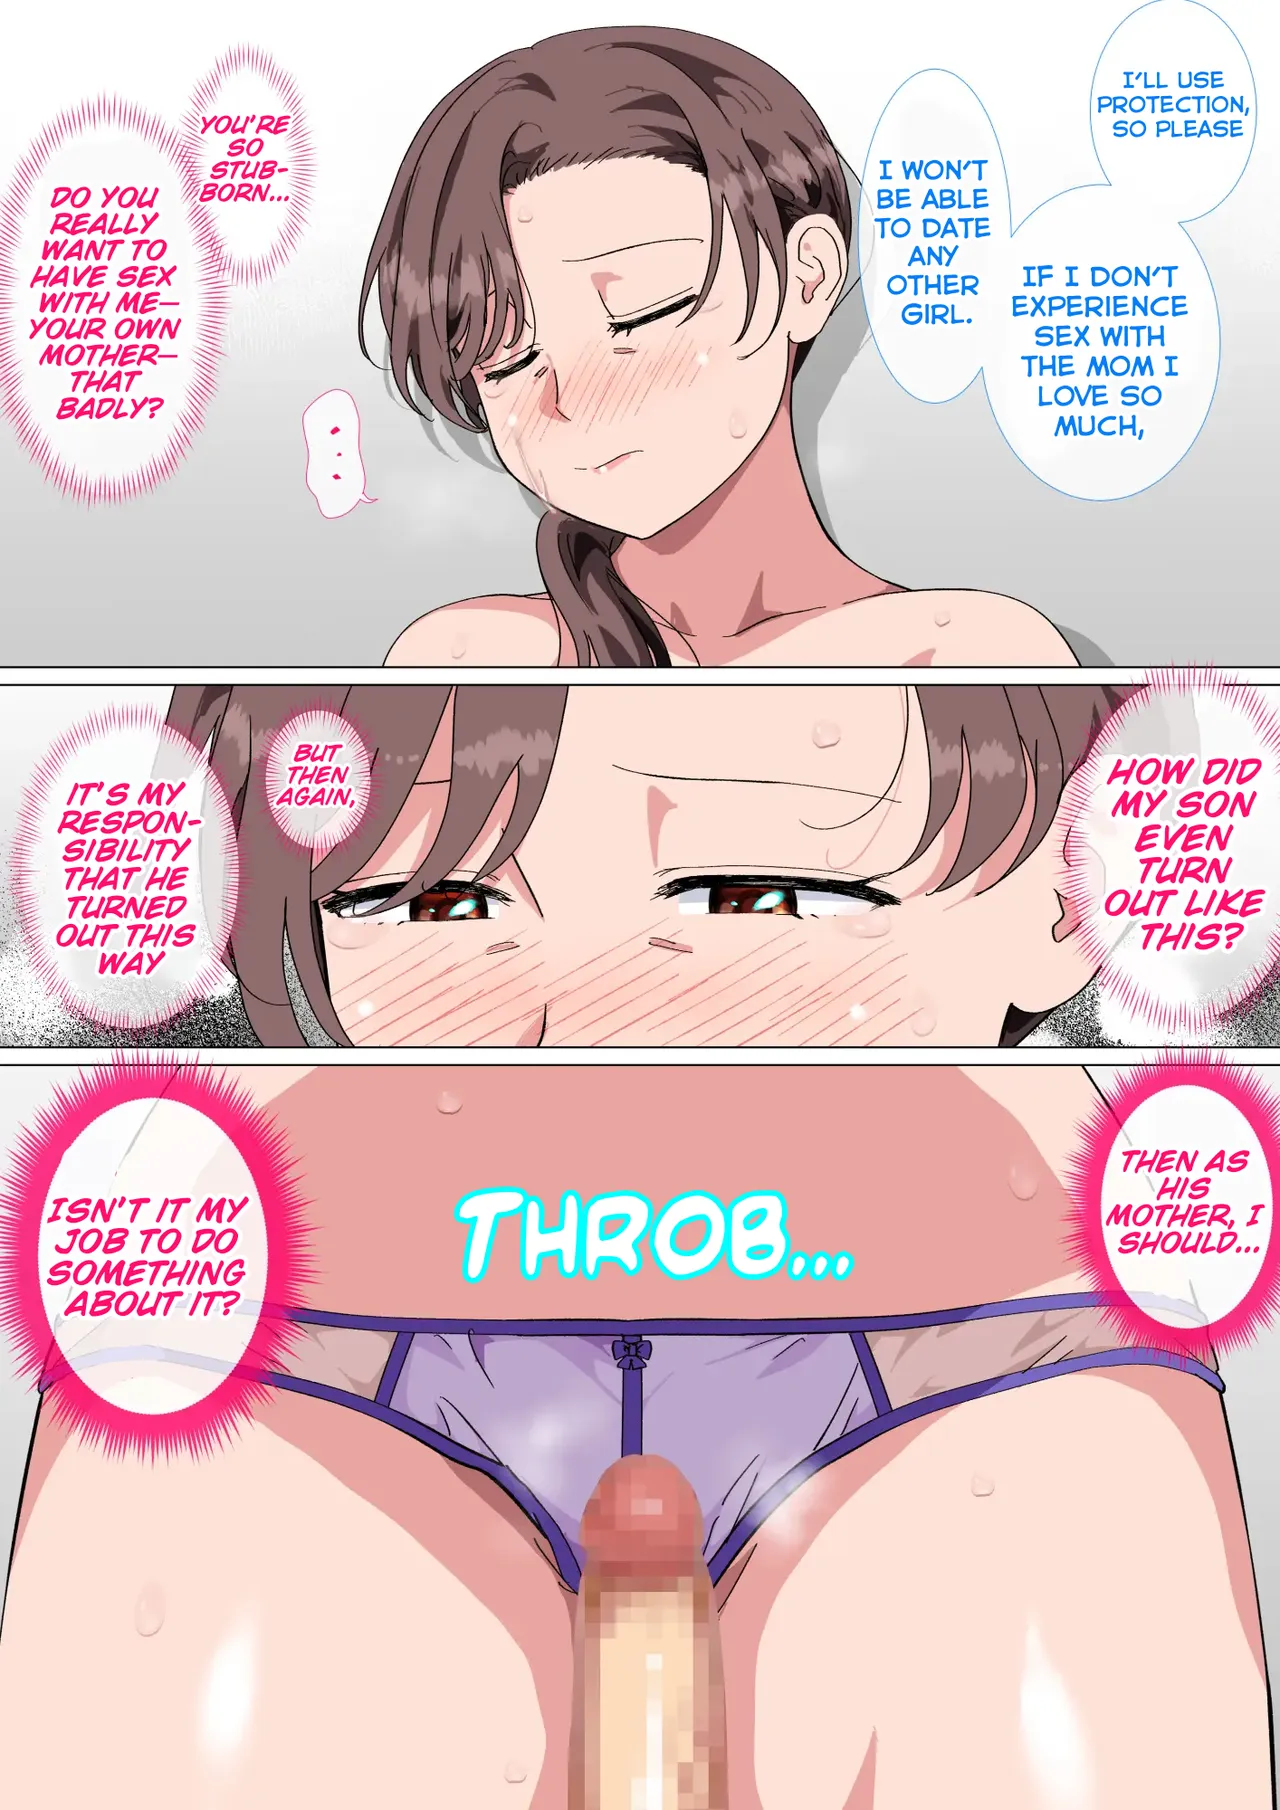 I'LL USE
PROTECTION,
SO PLEASE
IF I DON'T
EXPERIENCE
SEX WITH
THE MOM I
LOVE SO
MUCH,
I WON'T
BE ABLE
TO DATE
ANY
OTHER
GIRL.
...
YOU'RE
SO
STUB-
BORN...
DO YOU
REALLY
WANT TO
HAVE SEX
WITH ME—
YOUR OWN
MOTHER—
THAT
BADLY?
HOW DID
MY SON
EVEN
TURN
OUT LIKE
THIS?
BUT
THEN
AGAIN,
IT'S MY
RESPON-
SIBILITY
THAT HE
TURNED
OUT THIS
WAY
THEN AS
HIS
MOTHER, I
SHOULD...
THROB...
ISN'T IT MY
JOB TO DO
SOMETHING
ABOUT IT?